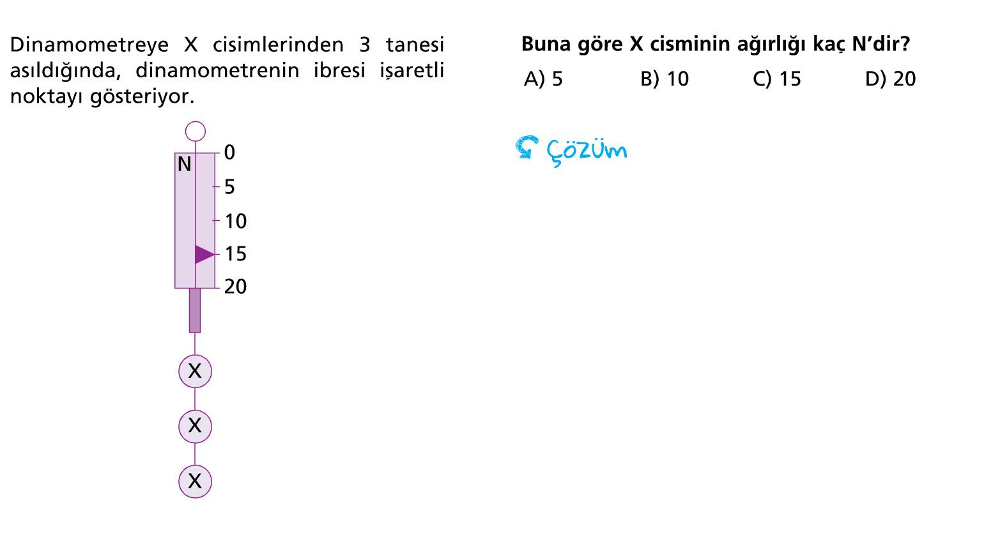 Dinamometreye X cisimlerinden 3 tanesi
asıldığında, dinamometrenin ibresi işaretli
noktayı gösteriyor.
N
0
5
10
15
20
X
X
X
Buna göre X cisminin ağırlığı kaç N’dir?
A) 5 B) 10 C) 15 D) 20
Çözüm